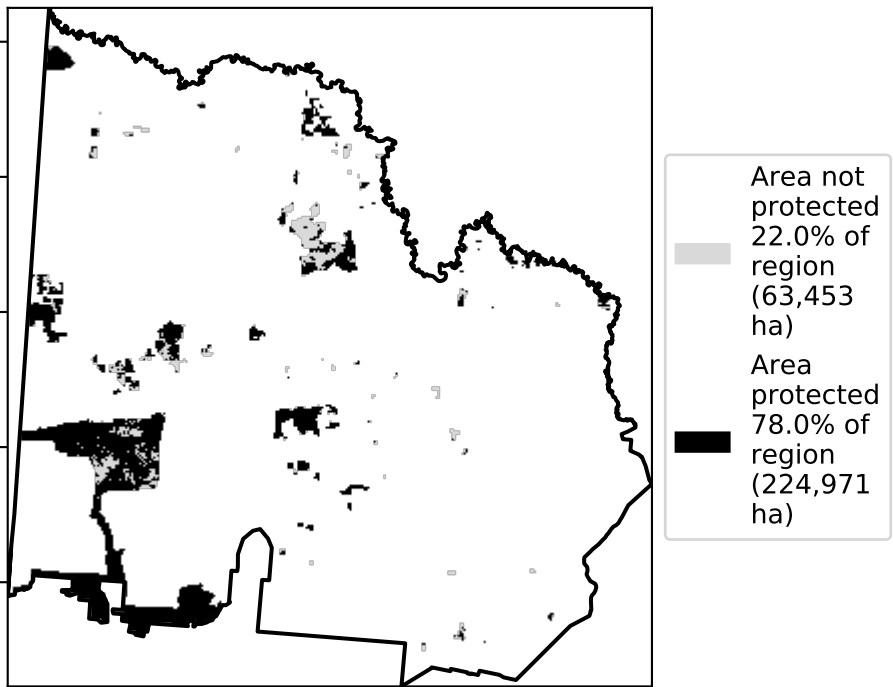 Area not
protected
22.0% of
region
(63,453
ha)
Area
protected
78.0% of
region
(224,971
ha)